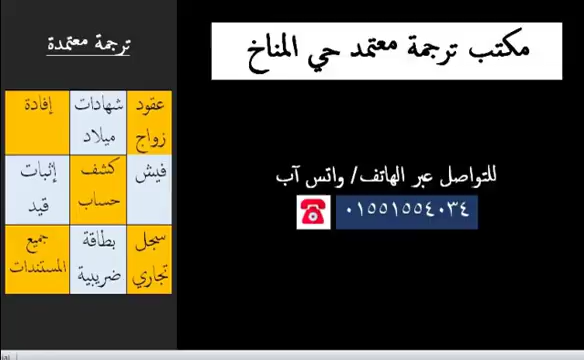 مكتب ترجمة معتمد حي المناخ
ترجمة معتمدة
عقود زواج
شهادات ميلاد
إفادة
فيش
كشف حساب
إثبات قيد
سجل تجاري
بطاقة ضريبية
جميع المستندات
للتواصل عبر الهاتف/ واتس آب
٠١٥٥١٥٥٤٠٣٤